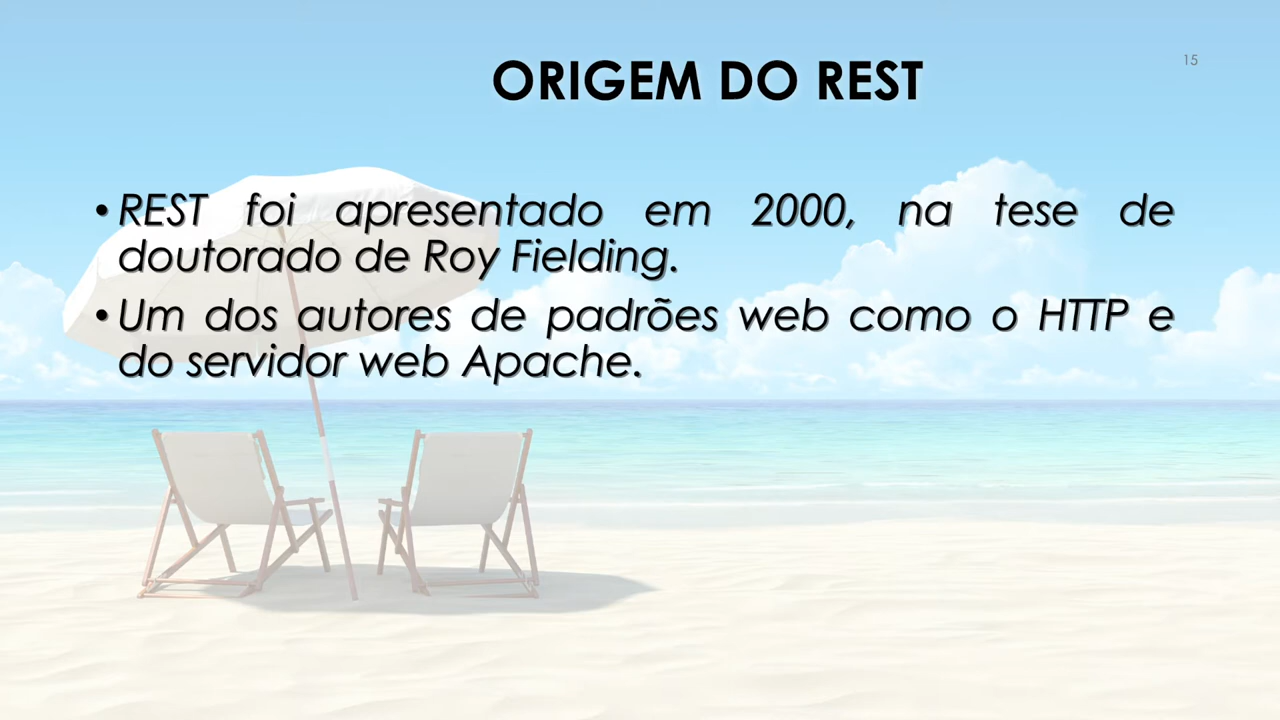 15
ORIGEM DO REST
• REST foi apresentado em 2000, na tese de
doutorado de Roy Fielding.
• Um dos autores de padrões web como o HTTP e
do servidor web Apache.